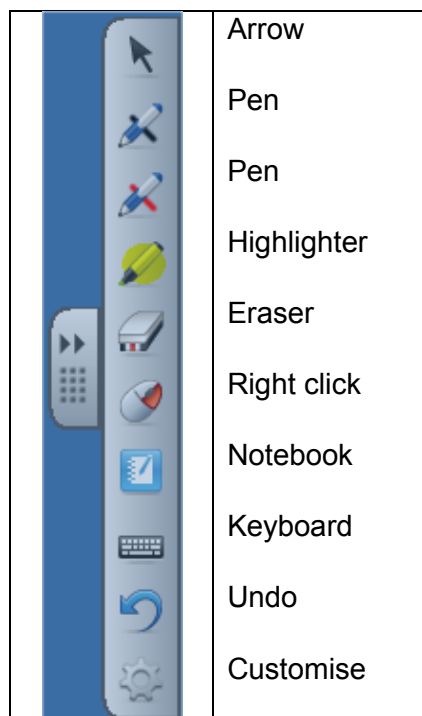 Arrow
Pen
Pen
Highlighter
Eraser
Right click
Notebook
Keyboard
Undo
Customise